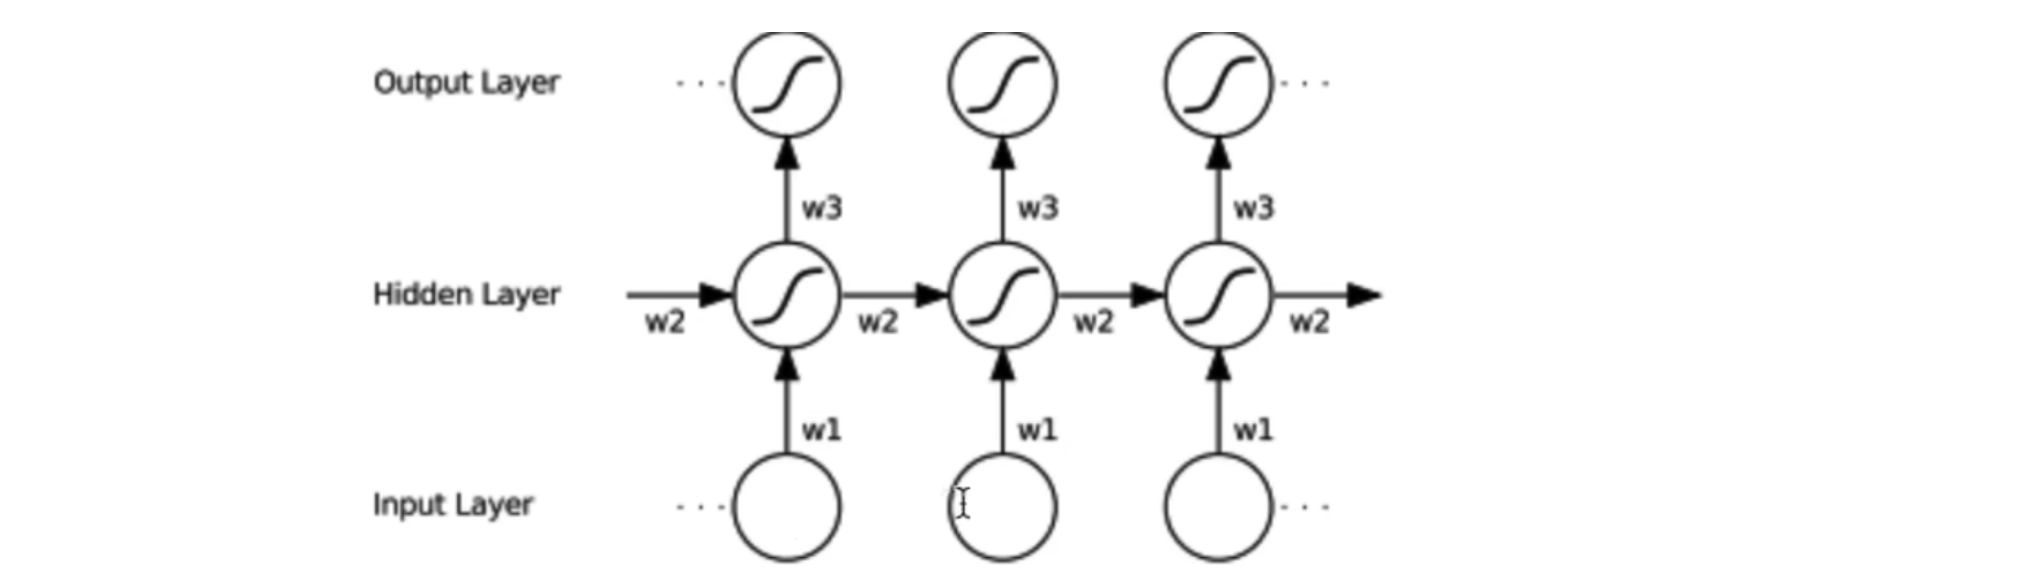 Output Layer
w3 w3 w3
Hidden Layer
w2 w2 w2 w2
w1 w1 w1
Input Layer